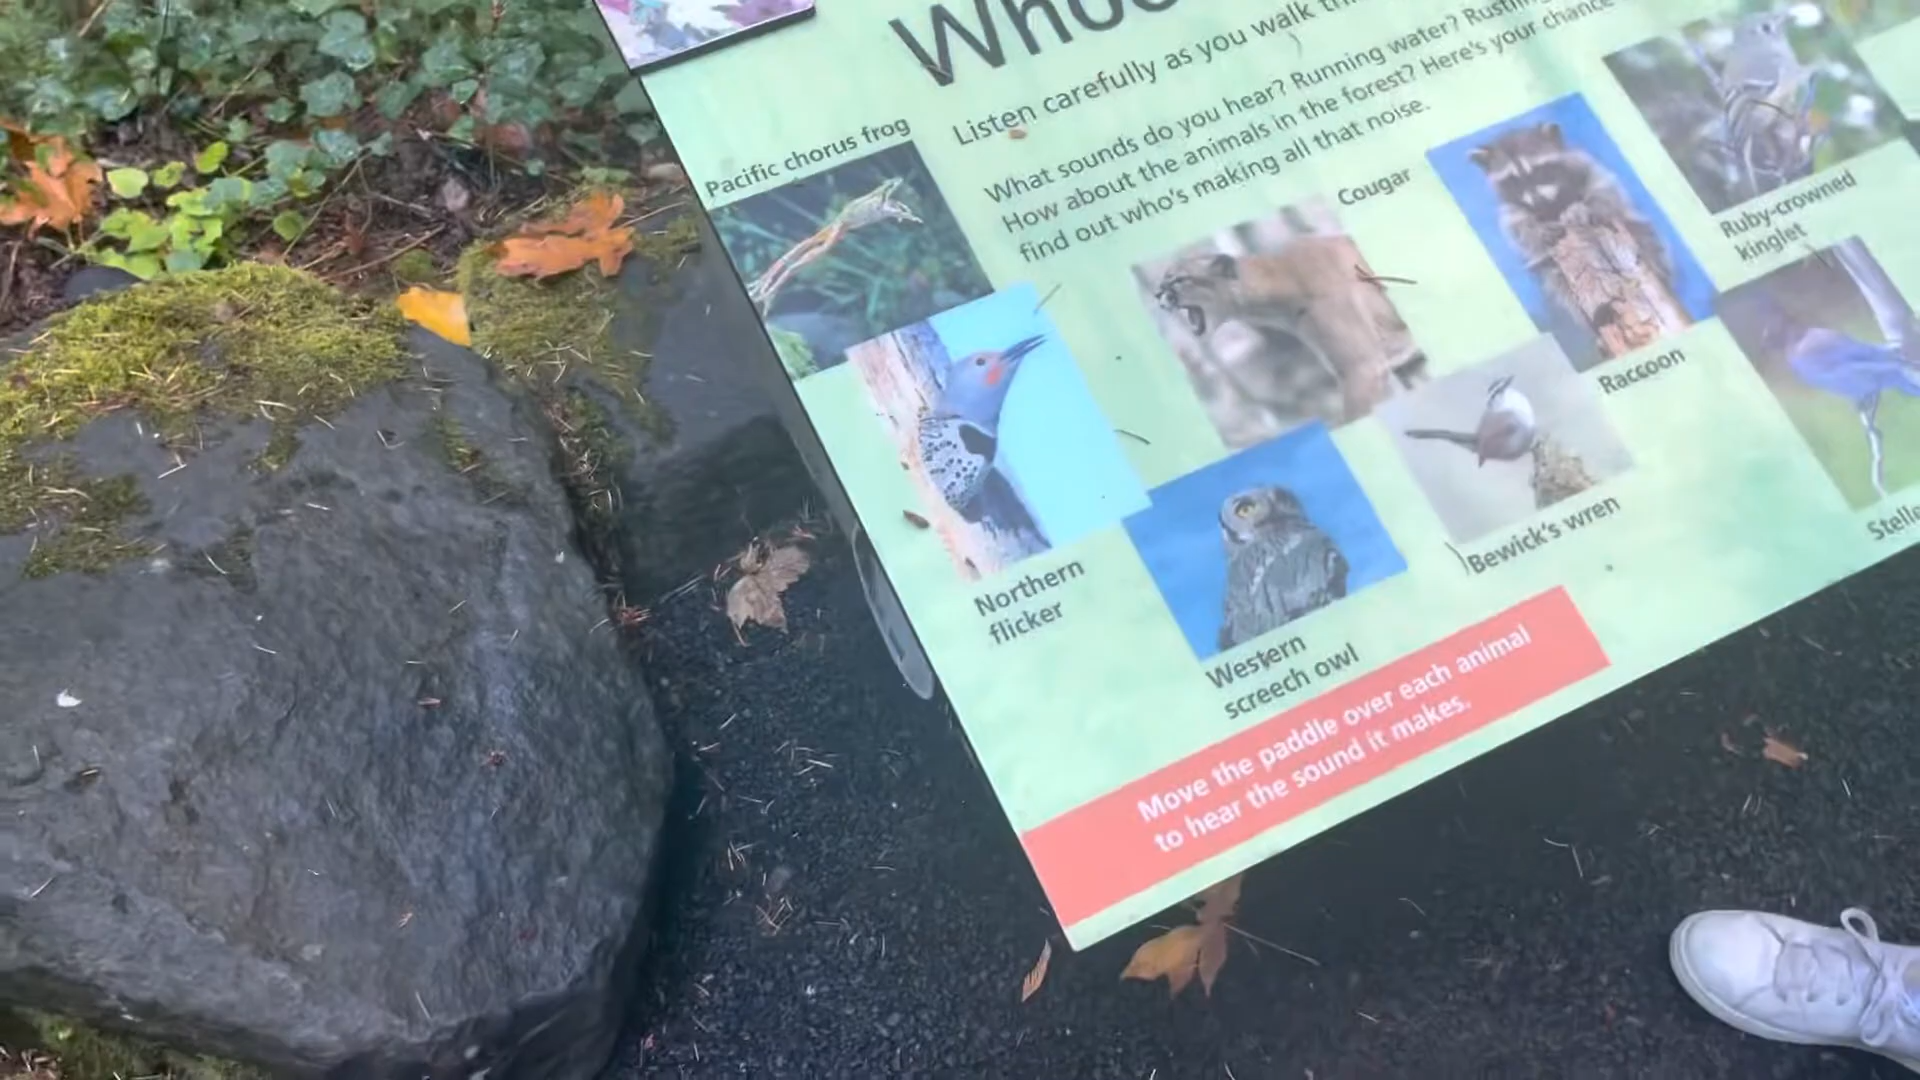 Listen carefully as you walk
What sounds do you hear? Running water?
How about the animals in the forest? Here's your chance
find out who's making all that noise.
Pacific chorus frog
Cougar
Ruby-crowned
kinglet
Raccoon
Northern
flicker
Bewick's wren
Western
screech owl
Move the paddle over each animal
to hear the sound it makes.